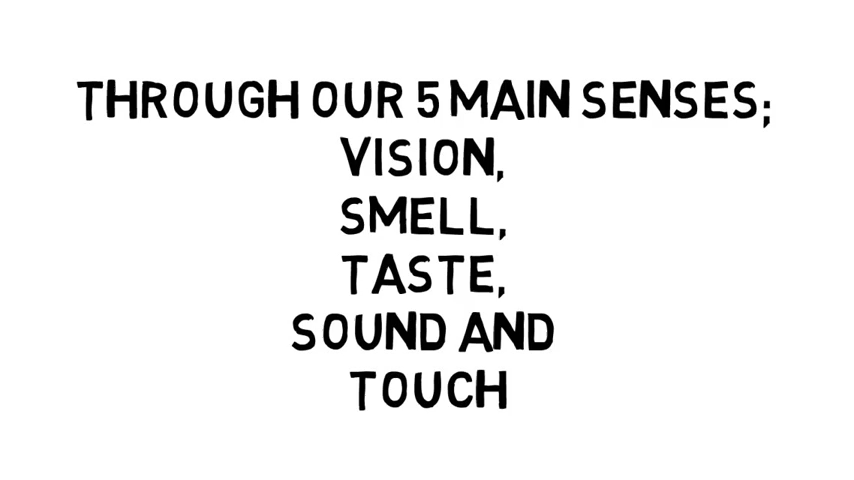 THROUGH OUR 5 MAIN SENSES;
VISION,
SMELL,
TASTE,
SOUND AND
TOUCH